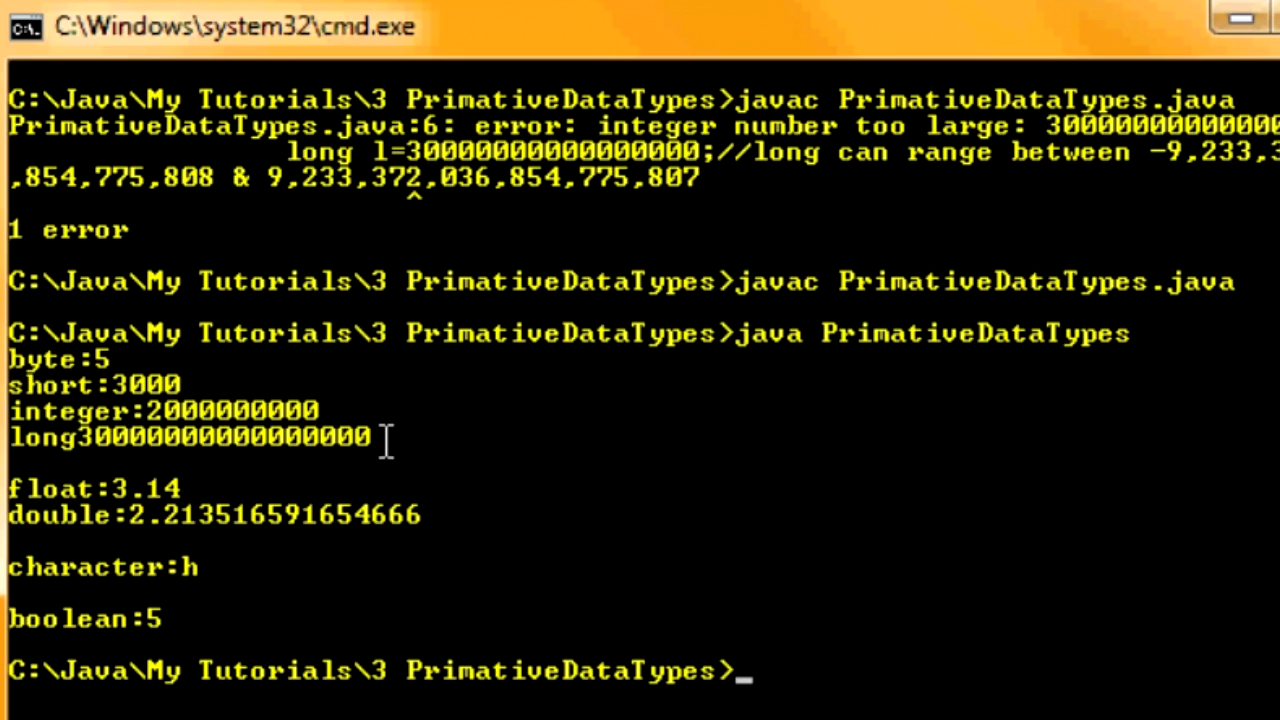 C:\Windows\system32\cmd.exe
C:\Java\My Tutorials\3 PrimativeDataTypes>javac PrimativeDataTypes.java
PrimativeDataTypes.java:6: error: integer number too large: 30000000000000
long l=30000000000000000;//long can range between -9,233,3
,854,775,808 & 9,233,372,036,854,775,807
^
1 error
C:\Java\My Tutorials\3 PrimativeDataTypes>javac PrimativeDataTypes.java
C:\Java\My Tutorials\3 PrimativeDataTypes>java PrimativeDataTypes
byte:5
short:3000
integer:2000000000
long30000000000000000
float:3.14
double:2.213516591654666
character:h
boolean:5
C:\Java\My Tutorials\3 PrimativeDataTypes>_